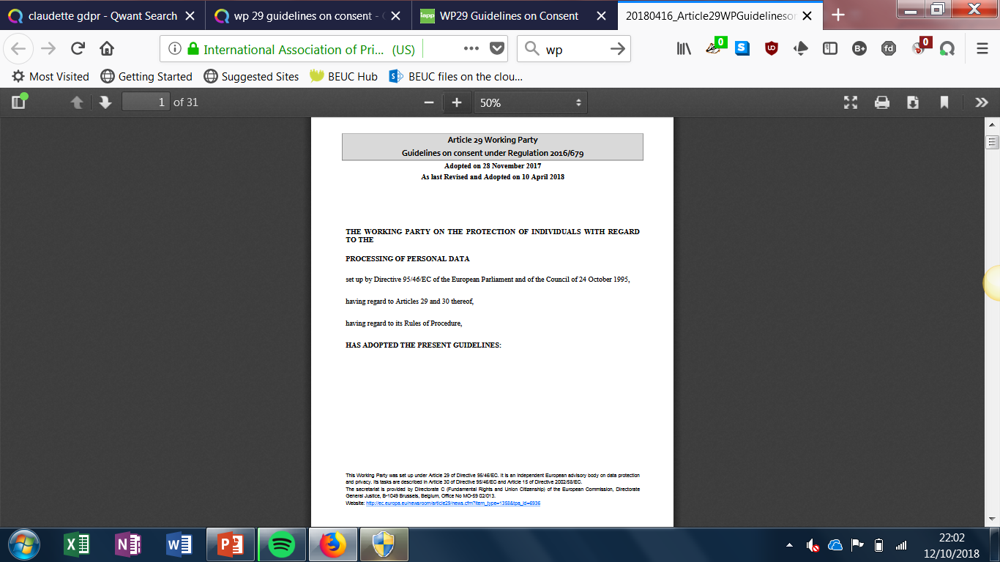 claudette gdpr - Qwant Search
wp 29 guidelines on consent -
iapp
WP29 Guidelines on Consent
20180416_Article29WPGuidelinesor
International Association of Pri... (US)
wp
0
S
B+
fd
0
Most Visited
Getting Started
Suggested Sites
BEUC Hub
BEUC files on the clou...
1 of 31
50%
Article 29 Working Party
Guidelines on consent under Regulation 2016/679
Adopted on 28 November 2017
As last Revised and Adopted on 10 April 2018
THE WORKING PARTY ON THE PROTECTION OF INDIVIDUALS WITH REGARD
TO THE
PROCESSING OF PERSONAL DATA
set up by Directive 95/46/EC of the European Parliament and of the Council of 24 October 1995,
having regard to Articles 29 and 30 thereof,
having regard to its Rules of Procedure,
HAS ADOPTED THE PRESENT GUIDELINES:
This Working Party was set up under Article 29 of Directive 95/46/EC. It is an independent European advisory body on data protection
and privacy. Its tasks are described in Article 30 of Directive 95/46/EC and Article 15 of Directive 2002/58/EC.
The secretariat is provided by Directorate C (Fundamental Rights and Union Citizenship) of the European Commission, Directorate
General Justice, B-1049 Brussels, Belgium, Office No MO-59 02/013.
Website: http://ec.europa.eu/newsroom/article29/news.cfm?item_type=1358&tpa_id=6936
22:02
12/10/2018